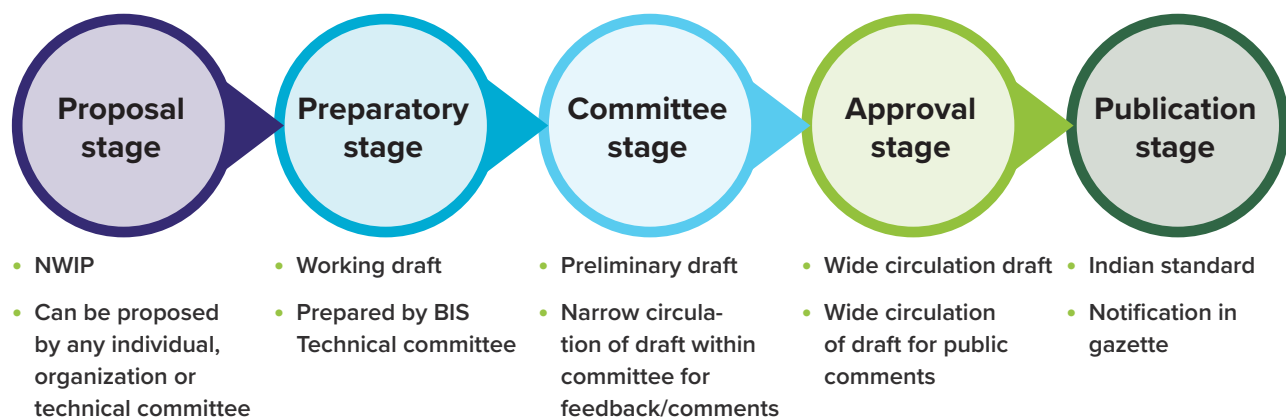 Proposal
stage
Preparatory
stage
Committee
stage
Approval
stage
Publication
stage
• NWIP
• Can be proposed
by any individual,
organization or
technical committee
• Working draft
• Prepared by BIS
Technical committee
• Preliminary draft
• Narrow circula-
tion of draft within
committee for
feedback/comments
• Wide circulation draft
• Wide circulation
of draft for public
comments
• Indian standard
• Notification in
gazette